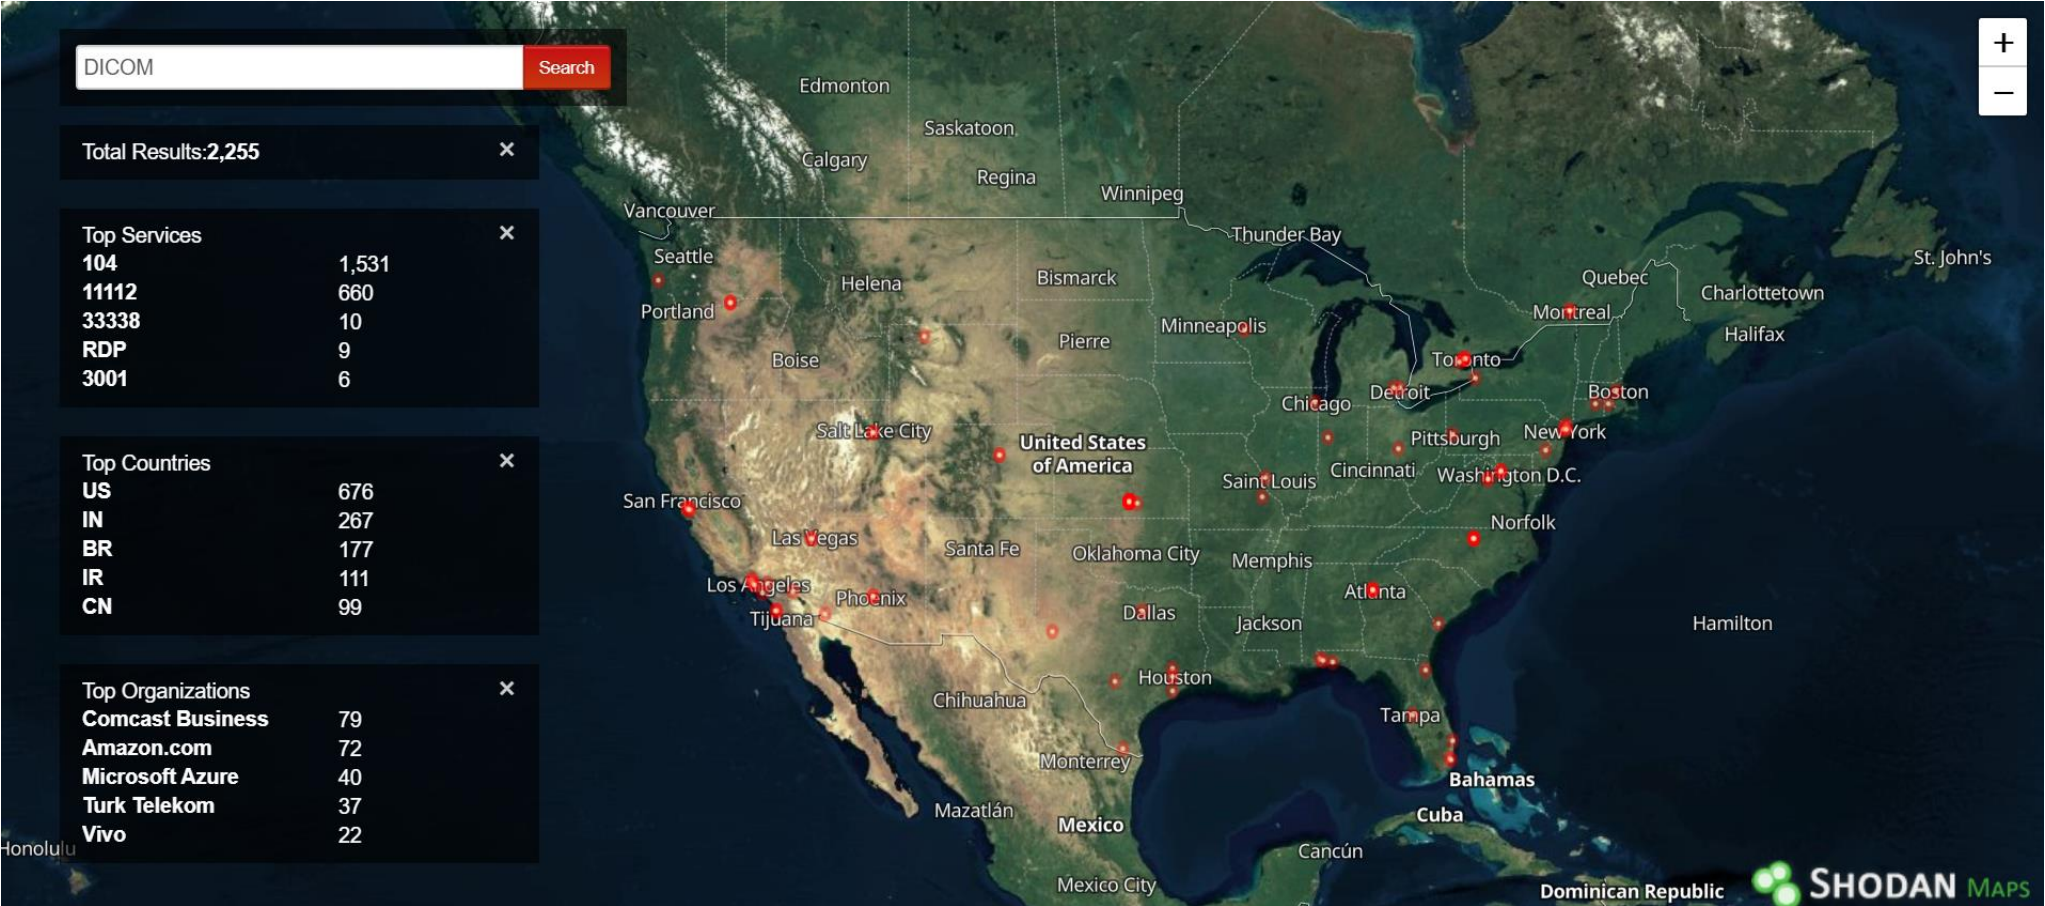 DICOM
Search
Total Results:2,255 ×
Top Services ×
104 1,531
11112 660
33338 10
RDP 9
3001 6
Top Countries ×
US 676
IN 267
BR 177
IR 111
CN 99
Top Organizations ×
Comcast Business 79
Amazon.com 72
Microsoft Azure 40
Turk Telekom 37
Vivo 22
+
−
Edmonton
Saskatoon
Calgary
Regina
Winnipeg
Vancouver
Thunder Bay
Seattle
St. John's
Helena
Bismarck
Quebec
Charlottetown
Portland
Montreal
Minneapolis
Halifax
Pierre
Boise
Toronto
Detroit
Boston
Chicago
Salt Lake City
New York
United States
of America
Pittsburgh
Cincinnati
Washington D.C.
Saint Louis
San Francisco
Norfolk
Las Vegas
Santa Fe
Oklahoma City
Memphis
Los Angeles
Phoenix
Atlanta
Tijuana
Dallas
Jackson
Hamilton
Houston
Chihuahua
Tampa
Monterrey
Bahamas
Mazatlán
Mexico
Cuba
Honolulu
Cancún
Mexico City
Dominican Republic
SHODAN MAPS